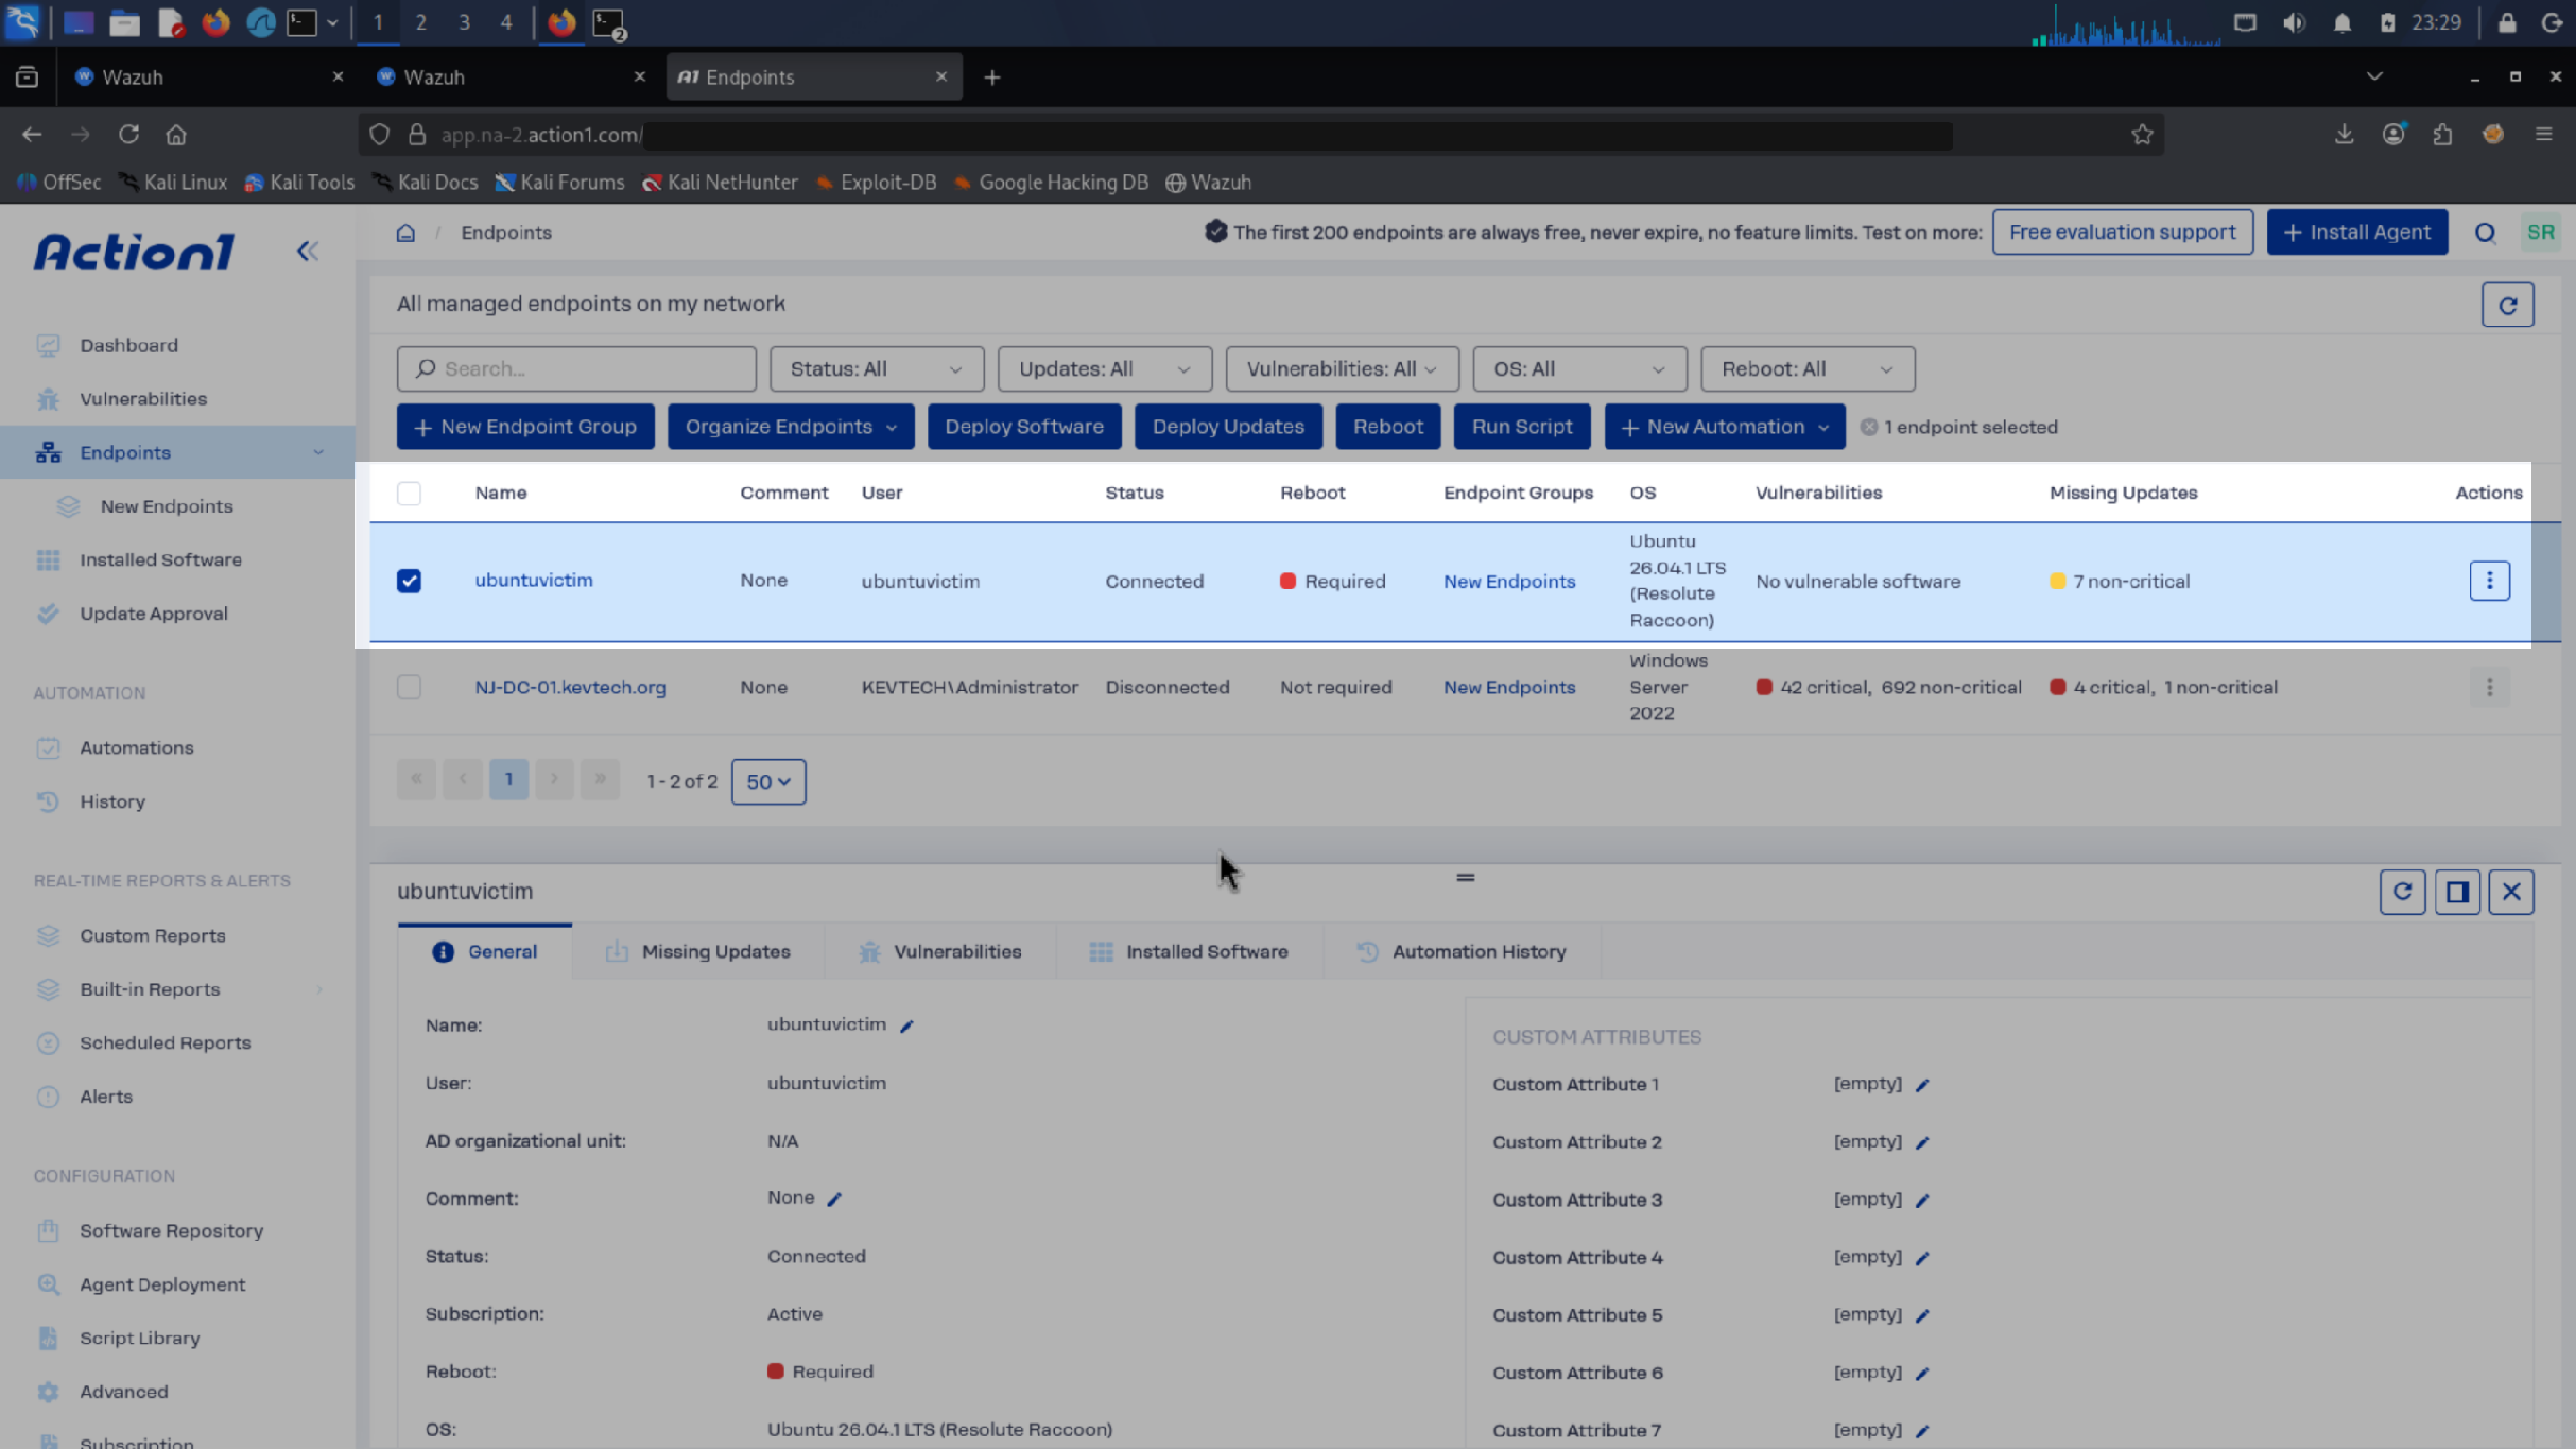 1 2 3 4 2 23:29
Wazuh Wazuh A1 Endpoints
app.na-2.action1.com/
OffSec Kali Linux Kali Tools Kali Docs Kali Forums Kali NetHunter Exploit-DB Google Hacking DB Wazuh
Action1
Endpoints
Dashboard
Vulnerabilities
Endpoints
New Endpoints
Installed Software
Update Approval
AUTOMATION
Automations
History
REAL-TIME REPORTS & ALERTS
Custom Reports
Built-in Reports
Scheduled Reports
Alerts
CONFIGURATION
Software Repository
Agent Deployment
Script Library
Advanced
Subscription
/ Endpoints The first 200 endpoints are always free, never expire, no feature limits. Test on more: Free evaluation support + Install Agent SR
All managed endpoints on my network
Search... Status: All Updates: All Vulnerabilities: All OS: All Reboot: All
+ New Endpoint Group Organize Endpoints Deploy Software Deploy Updates Reboot Run Script + New Automation 1 endpoint selected
Name Comment User Status Reboot Endpoint Groups OS Vulnerabilities Missing Updates Actions
ubuntuvictim None ubuntuvictim Connected Required New Endpoints Ubuntu 26.04.1 LTS (Resolute Raccoon) No vulnerable software 7 non-critical
NJ-DC-01.kevtech.org None KEVTECH\Administrator Disconnected Not required New Endpoints Windows Server 2022 42 critical, 692 non-critical 4 critical, 1 non-critical
« ‹ 1 › » 1 - 2 of 2 50
ubuntuvictim
General Missing Updates Vulnerabilities Installed Software Automation History
Name: ubuntuvictim
User: ubuntuvictim
AD organizational unit: N/A
Comment: None
Status: Connected
Subscription: Active
Reboot: Required
OS: Ubuntu 26.04.1 LTS (Resolute Raccoon)
CUSTOM ATTRIBUTES
Custom Attribute 1 [empty]
Custom Attribute 2 [empty]
Custom Attribute 3 [empty]
Custom Attribute 4 [empty]
Custom Attribute 5 [empty]
Custom Attribute 6 [empty]
Custom Attribute 7 [empty]